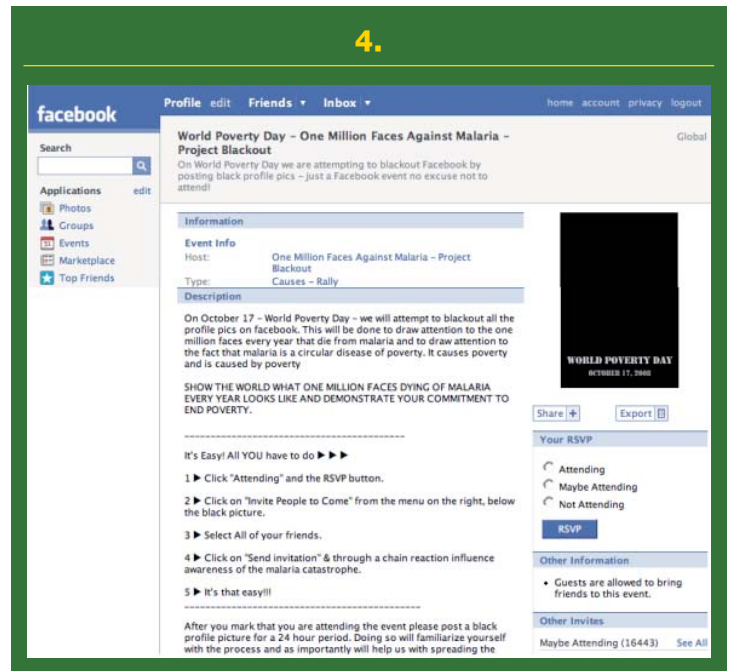 4.
facebook
Profile edit Friends ▾ Inbox ▾
home account privacy logout
Search
Applications edit
Photos
Groups
31 Events
Marketplace
Top Friends
World Poverty Day – One Million Faces Against Malaria –
Project Blackout
Global
On World Poverty Day we are attempting to blackout Facebook by
posting black profile pics – just a Facebook event no excuse not to
attend!
Information
Event Info
Host: One Million Faces Against Malaria – Project
Blackout
Type: Causes – Rally
Description
On October 17 – World Poverty Day – we will attempt to blackout all the
profile pics on facebook. This will be done to draw attention to the one
million faces every year that die from malaria and to draw attention to
the fact that malaria is a circular disease of poverty. It causes poverty
and is caused by poverty
SHOW THE WORLD WHAT ONE MILLION FACES DYING OF MALARIA
EVERY YEAR LOOKS LIKE AND DEMONSTRATE YOUR COMMITMENT TO
END POVERTY.
___________________________________________
It's Easy! All YOU have to do ► ► ►
1 ► Click "Attending" and the RSVP button.
2 ► Click on "Invite People to Come" from the menu on the right, below
the black picture.
3 ► Select All of your friends.
4 ► Click on "Send invitation" & through a chain reaction influence
awareness of the malaria catastrophe.
5 ► It's that easy!!!
______________________________________________
After you mark that you are attending the event please post a black
profile picture for a 24 hour period. Doing so will familiarize yourself
with the process and as importantly will help us with spreading the
WORLD POVERTY DAY
OCTOBER 17, 2008
Share +
Export
Your RSVP
Attending
Maybe Attending
Not Attending
RSVP
Other Information
• Guests are allowed to bring
friends to this event.
Other Invites
Maybe Attending (16443) See All